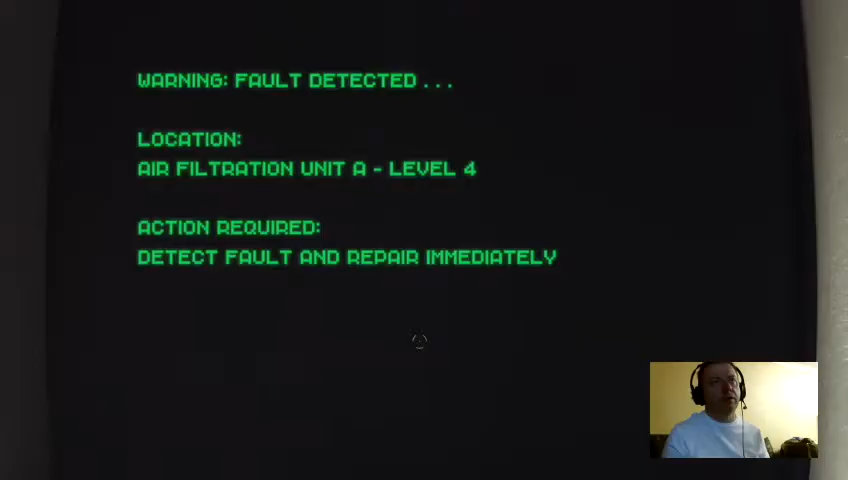 WARNING: FAULT DETECTED ...
LOCATION:
AIR FILTRATION UNIT A - LEVEL 4
ACTION REQUIRED:
DETECT FAULT AND REPAIR IMMEDIATELY